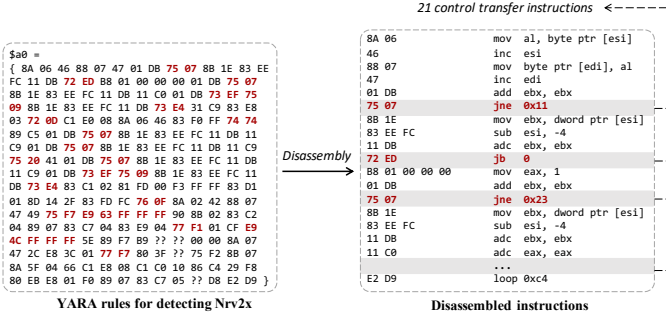 21 control transfer instructions
$a0 =
{ 8A 06 46 88 07 47 01 DB 75 07 8B 1E 83 EE
FC 11 DB 72 ED B8 01 00 00 00 01 DB 75 07
8B 1E 83 EE FC 11 DB 11 C0 01 DB 73 EF 75
09 8B 1E 83 EE FC 11 DB 73 E4 31 C9 83 E8
03 72 0D C1 E0 08 8A 06 46 83 F0 FF 74 74
89 C5 01 DB 75 07 8B 1E 83 EE FC 11 DB 11
C9 01 DB 75 07 8B 1E 83 EE FC 11 DB 11 C9
75 20 41 01 DB 75 07 8B 1E 83 EE FC 11 DB
11 C9 01 DB 73 EF 75 09 8B 1E 83 EE FC 11
DB 73 E4 83 C1 02 81 FD 00 F3 FF FF 83 D1
01 8D 14 2F 83 FD FC 76 0F 8A 02 42 88 07
47 49 75 F7 E9 63 FF FF FF 90 8B 02 83 C2
04 89 07 83 C7 04 83 E9 04 77 F1 01 CF E9
4C FF FF FF 5E 89 F7 B9 ?? ?? 00 00 8A 07
47 2C E8 3C 01 77 F7 80 3F ?? 75 F2 8B 07
8A 5F 04 66 C1 E8 08 C1 C0 10 86 C4 29 F8
80 EB E8 01 F0 89 07 83 C7 05 ?? D8 E2 D9 }
YARA rules for detecting Nrv2x
Disassembly
8A 06 mov al, byte ptr [esi]
46 inc esi
88 07 mov byte ptr [edi], al
47 inc edi
01 DB add ebx, ebx
75 07 jne 0x11
8B 1E mov ebx, dword ptr [esi]
83 EE FC sub esi, -4
11 DB adc ebx, ebx
72 ED jb 0
B8 01 00 00 00 mov eax, 1
01 DB add ebx, ebx
75 07 jne 0x23
8B 1E mov ebx, dword ptr [esi]
83 EE FC sub esi, -4
11 DB adc ebx, ebx
11 C0 adc eax, eax
...
E2 D9 loop 0xc4
Disassembled instructions